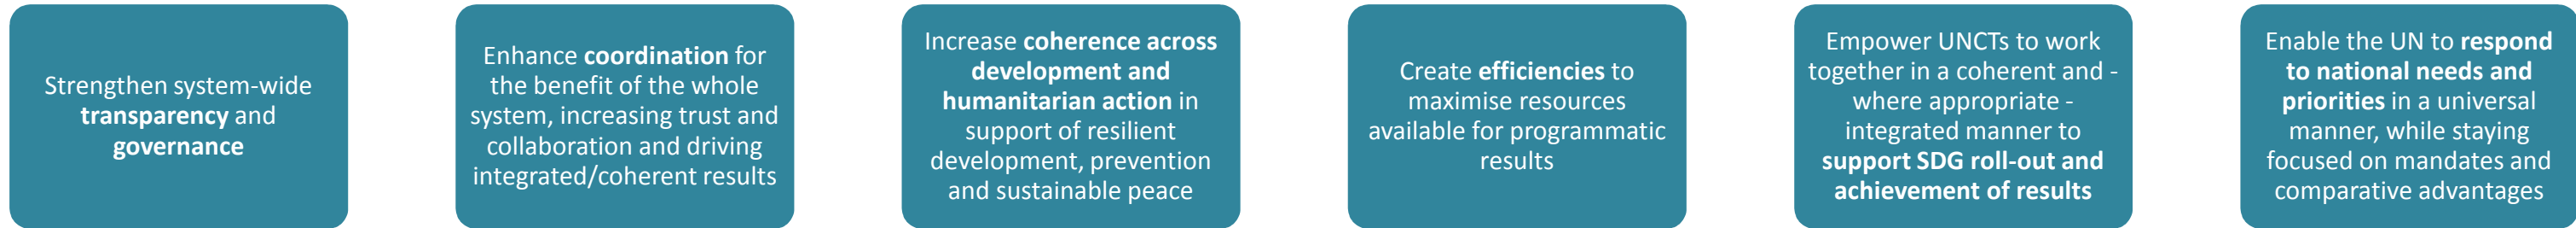 Strengthen system-wide
transparency and
governance
Enhance coordination for
the benefit of the whole
system, increasing trust and
collaboration and driving
integrated/coherent results
Increase coherence across
development and
humanitarian action in
support of resilient
development, prevention
and sustainable peace
Create efficiencies to
maximise resources
available for programmatic
results
Empower UNCTs to work
together in a coherent and -
where appropriate -
integrated manner to
support SDG roll-out and
achievement of results
Enable the UN to respond
to national needs and
priorities in a universal
manner, while staying
focused on mandates and
comparative advantages